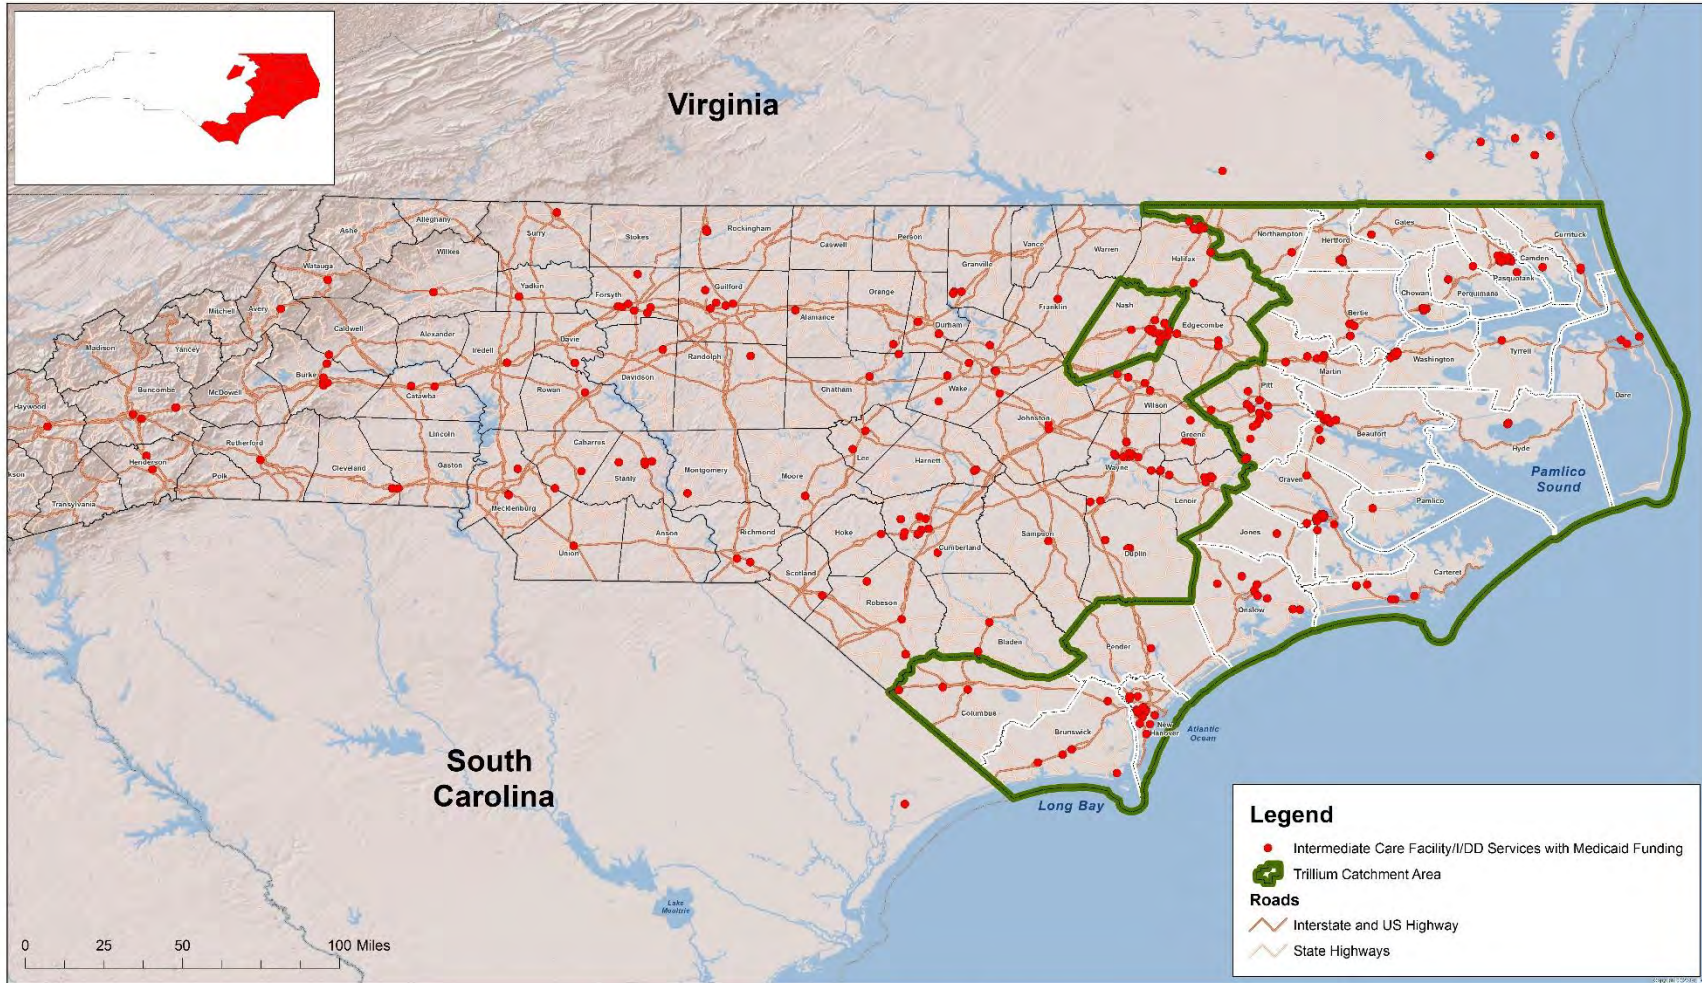 Virginia
Alleghany
Ashe
Surry
Stokes
Rockingham
Caswell
Person
Vance
Warren
Northampton
Hertford
Gates
Currituck
Wilkes
Granville
Halifax
Camden
Pasquotank
Watauga
Yadkin
Forsyth
Guilford
Orange
Franklin
Nash
Chowan
Perquimans
Mitchell
Avery
Alamance
Durham
Edgecombe
Bertie
Madison
Yancey
Caldwell
Alexander
Iredell
Davie
Randolph
Washington
Tyrrell
Buncombe
McDowell
Burke
Catawba
Rowan
Davidson
Chatham
Wake
Wilson
Pitt
Martin
Dare
Haywood
Rutherford
Lincoln
Cabarrus
Johnston
Greene
Beaufort
Hyde
Henderson
Polk
Cleveland
Gaston
Stanly
Montgomery
Moore
Lee
Harnett
Wayne
Pamlico
Sound
kson
Transylvania
Mecklenburg
Lenoir
Craven
Pamlico
Union
Anson
Richmond
Hoke
Cumberland
Sampson
Duplin
Jones
Scotland
Robeson
Onslow
Carteret
Bladen
Pender
Columbus
Brunswick
New
Hanover
Atlantic
Ocean
South
Carolina
Long Bay
Lake
Moultrie
0 25 50 100 Miles
Legend
Intermediate Care Facility/I/DD Services with Medicaid Funding
Trillium Catchment Area
Roads
Interstate and US Highway
State Highways